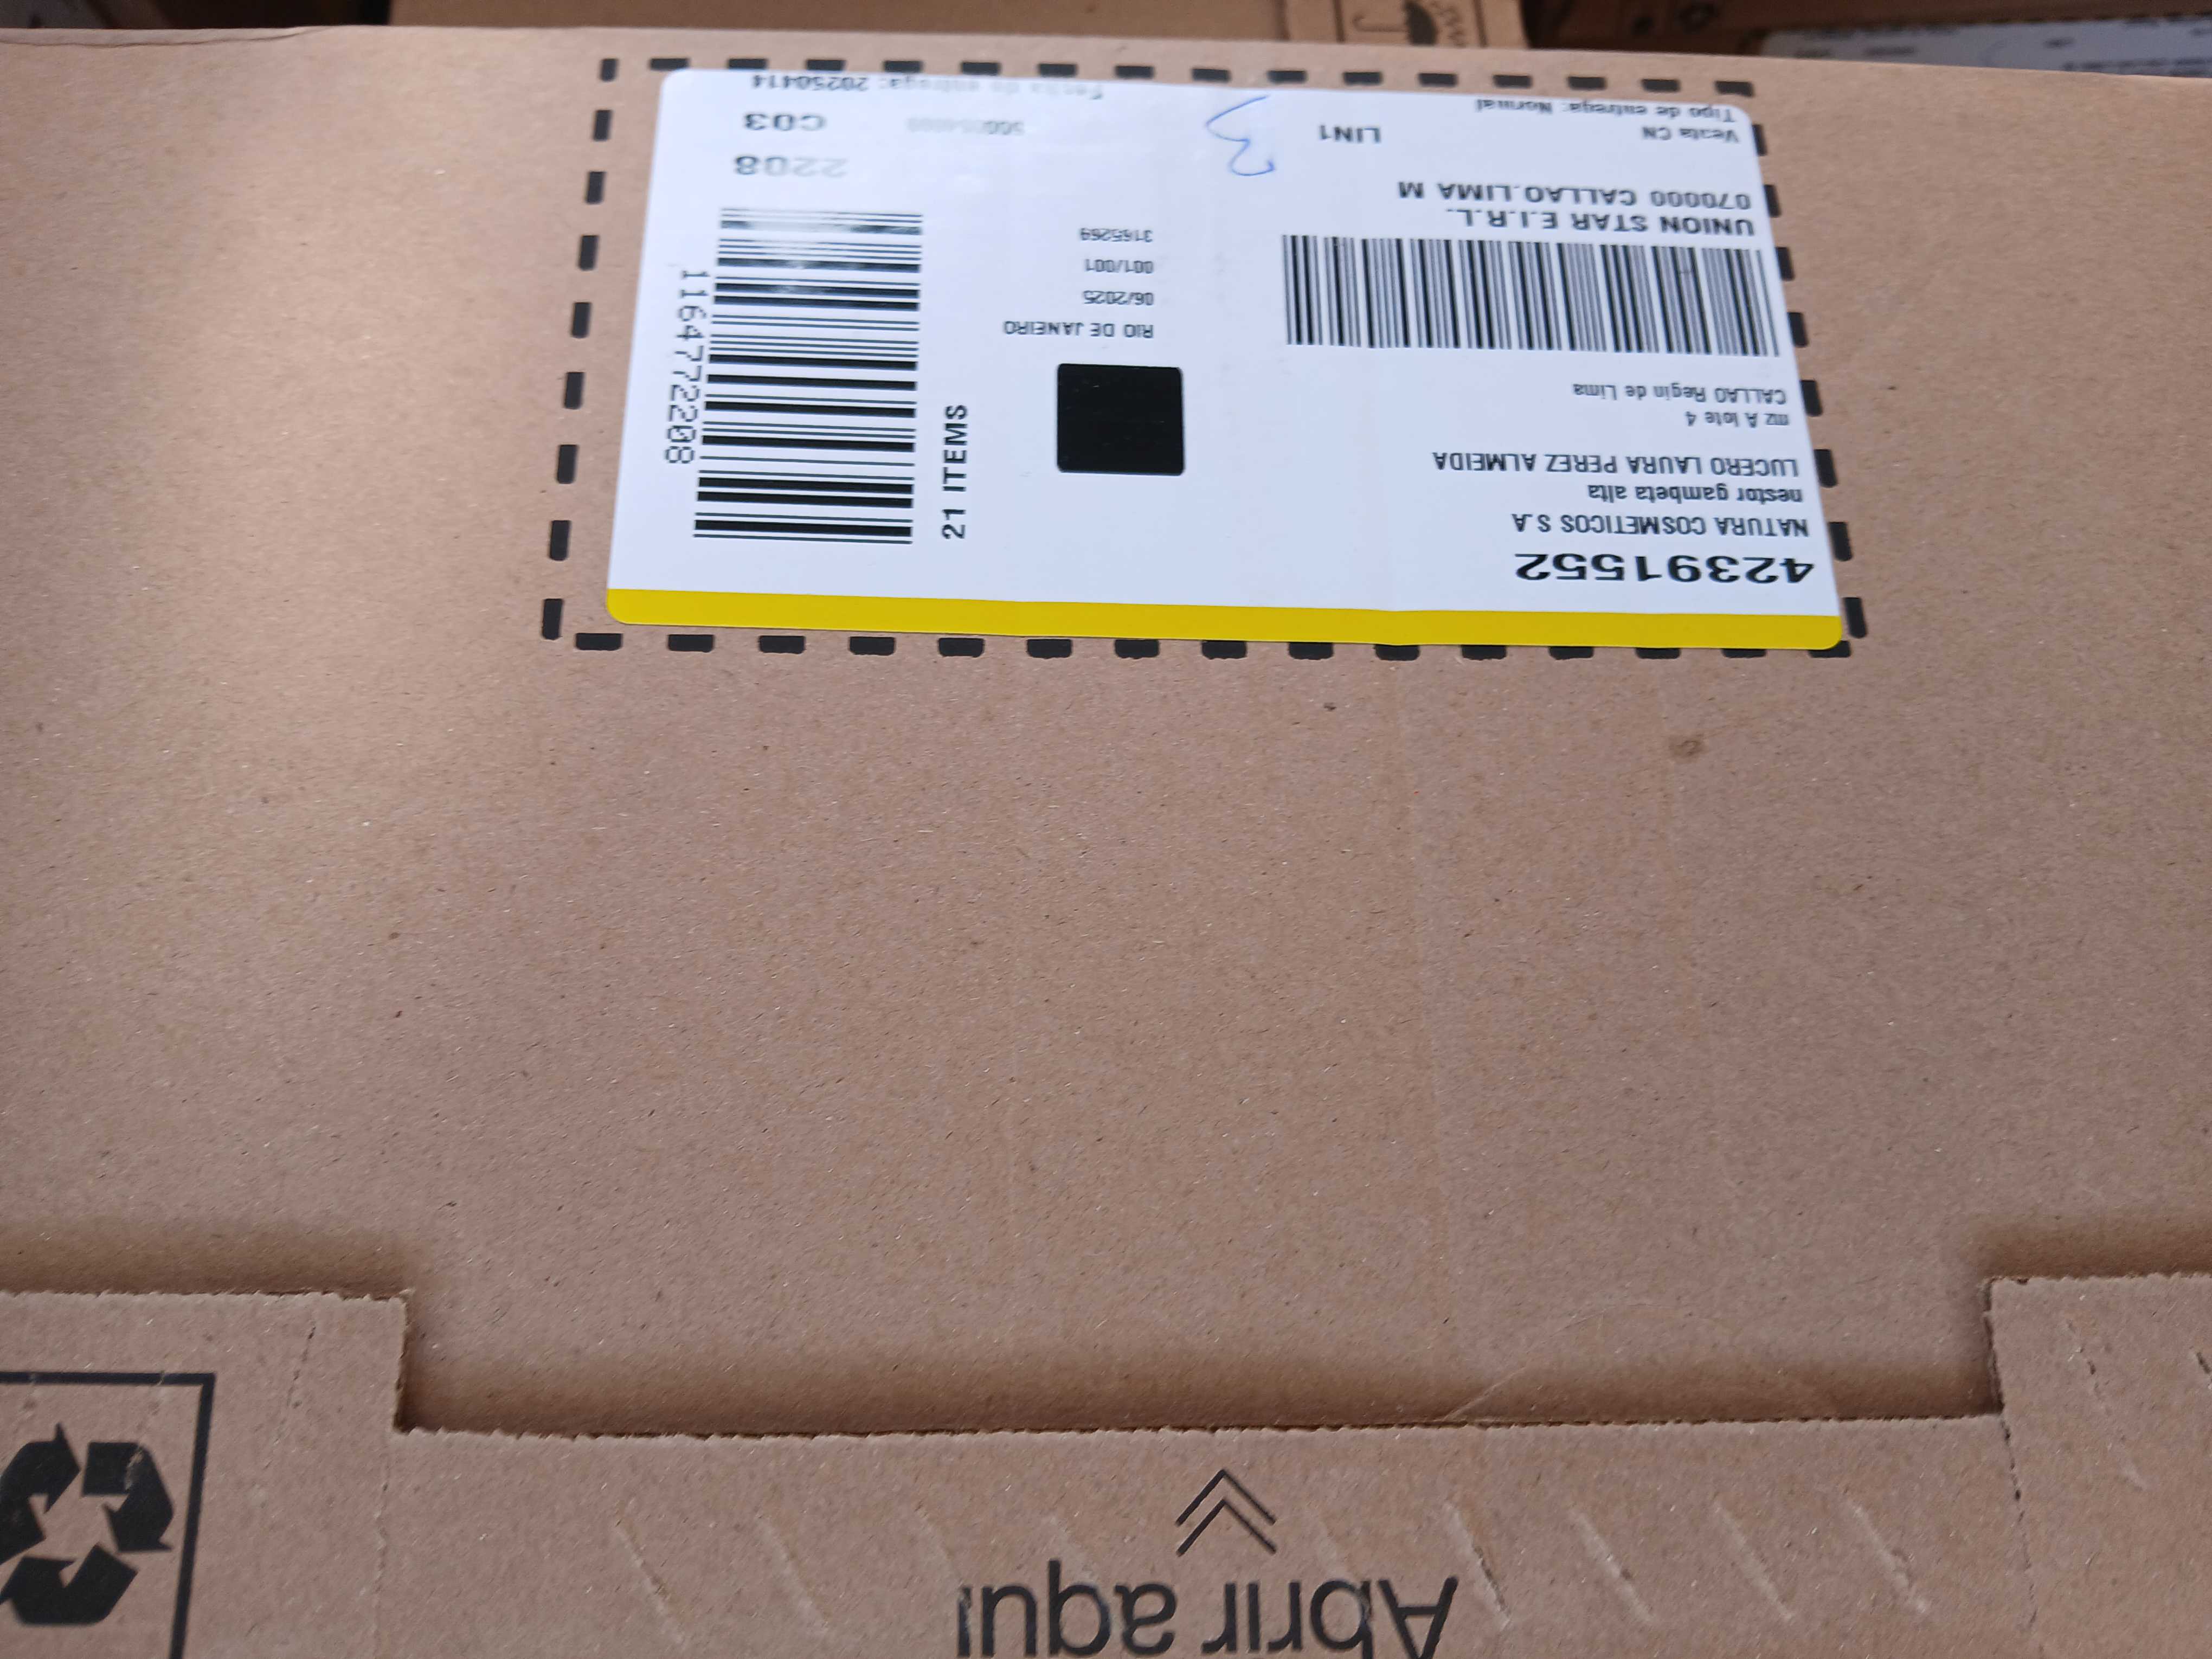 42391552
NATURA COSMETICOS S.A
nestor gambeta alta
LUCERO LAURA PEREZ ALMEIDA
mz A lote 4
CALLAO Regin de Lima
UNION STAR E.I.R.L.
070000 CALLAO.LIMA M
Venta CN
LIN1
Tipo de entrega: Normal
3
RIO DE JANEIRO
06/2025
001/001
3165269
21 ITEMS
1164772208
2208
C03
Fecha de entrega: 20250414
Abrir aqui